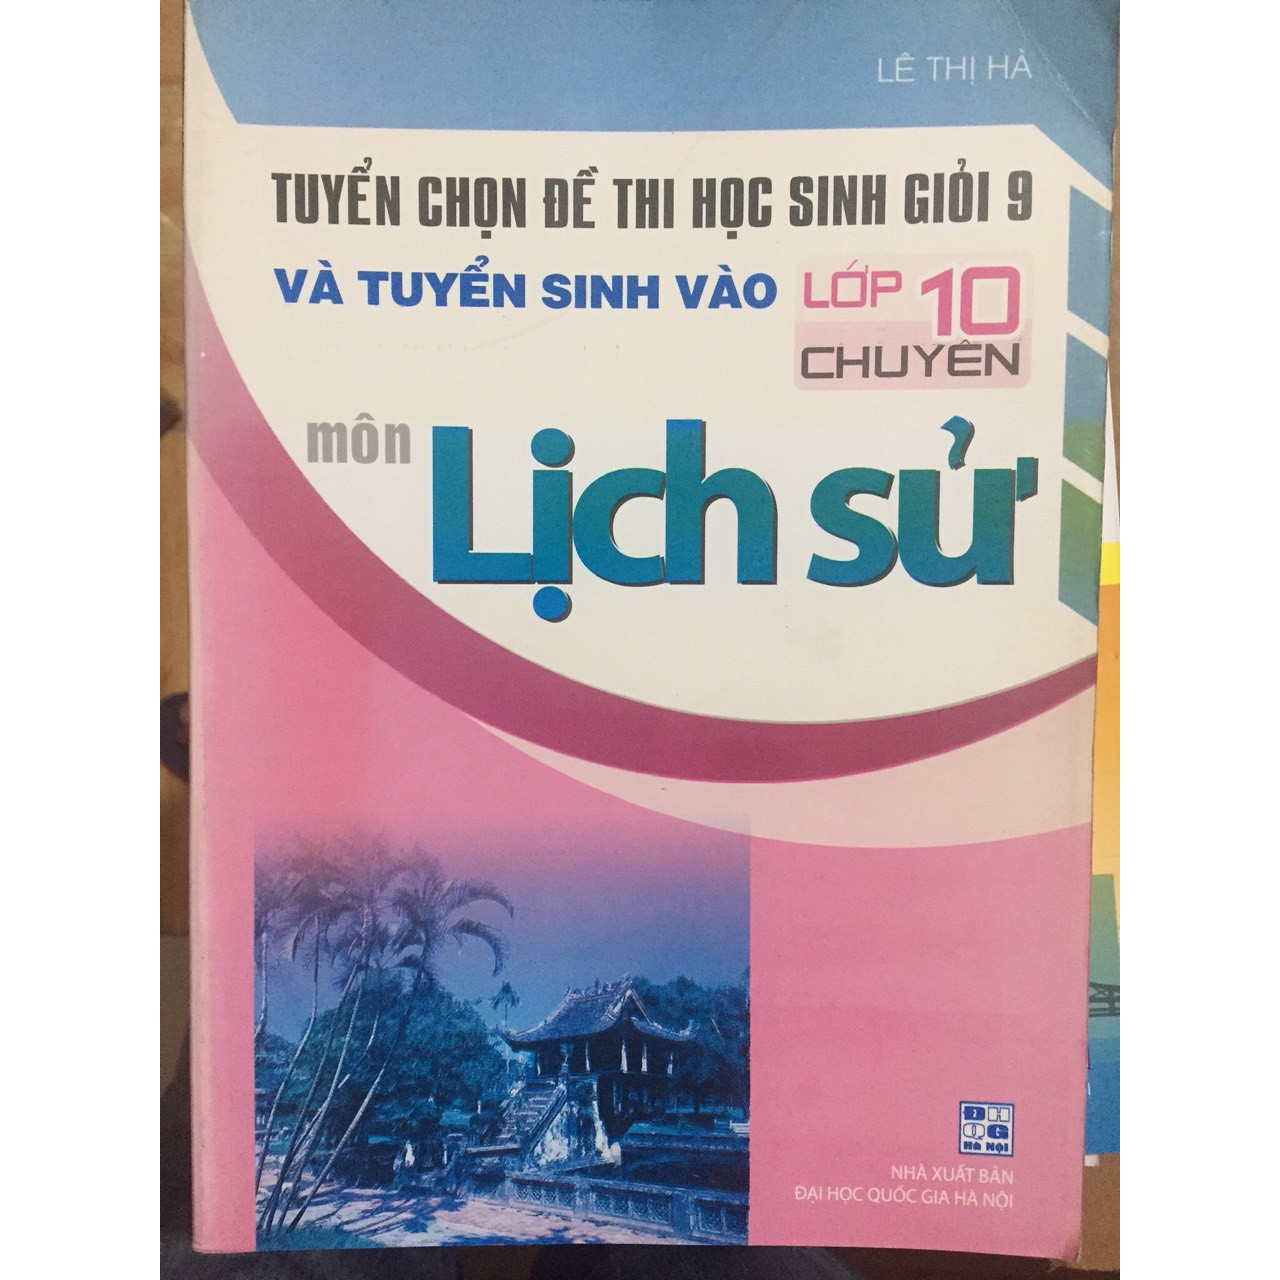 LÊ THỊ HÀ
TUYỂN CHỌN ĐỀ THI HỌC SINH GIỎI 9
VÀ TUYỂN SINH VÀO LỚP 10
CHUYÊN
môn Lịch sử
ĐH
QG
Hà Nội
NHÀ XUẤT BẢN
ĐẠI HỌC QUỐC GIA HÀ NỘI